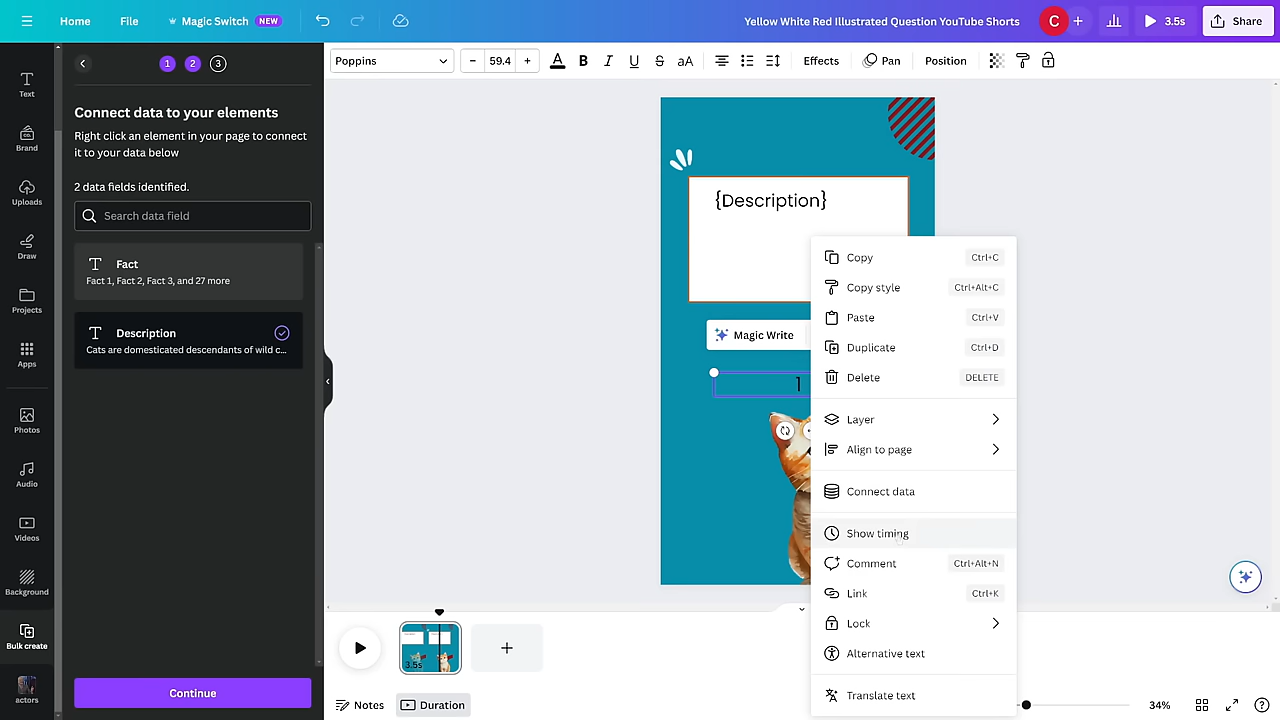 Home
File
Magic Switch
NEW
Yellow White Red Illustrated Question YouTube Shorts
C
+
3.5s
Share
Text
Brand
Uploads
Draw
Projects
Apps
Photos
Audio
Videos
Background
Bulk create
actors
1
2
3
Connect data to your elements
Right click an element in your page to connect
it to your data below
2 data fields identified.
Search data field
Fact
Fact 1, Fact 2, Fact 3, and 27 more
Description
Cats are domesticated descendants of wild c...
Continue
Poppins
− 59.4 +
A B I U S aA
Effects
Pan
Position
{Description}
Magic Write
1
Copy Ctrl+C
Copy style Ctrl+Alt+C
Paste Ctrl+V
Duplicate Ctrl+D
Delete DELETE
Layer
Align to page
Connect data
Show timing
Comment Ctrl+Alt+N
Link Ctrl+K
Lock
Alternative text
Translate text
3.5s
+
Notes
Duration
34%
?